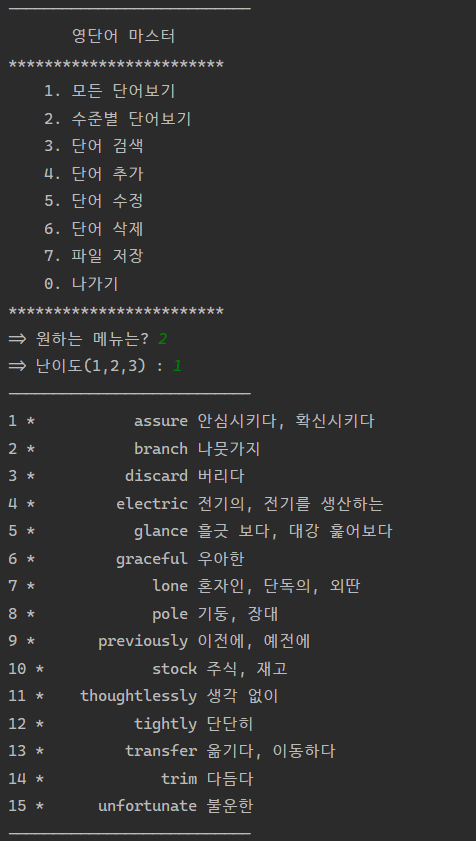 ---------------------------
영단어 마스터
************************
1. 모든 단어보기
2. 수준별 단어보기
3. 단어 검색
4. 단어 추가
5. 단어 수정
6. 단어 삭제
7. 파일 저장
0. 나가기
************************
=> 원하는 메뉴는? 2
=> 난이도(1,2,3) : 1
---------------------------
1 * assure 안심시키다, 확신시키다
2 * branch 나뭇가지
3 * discard 버리다
4 * electric 전기의, 전기를 생산하는
5 * glance 흘긋 보다, 대강 훑어보다
6 * graceful 우아한
7 * lone 혼자인, 단독의, 외딴
8 * pole 기둥, 장대
9 * previously 이전에, 예전에
10 * stock 주식, 재고
11 * thoughtlessly 생각 없이
12 * tightly 단단히
13 * transfer 옮기다, 이동하다
14 * trim 다듬다
15 * unfortunate 불운한
---------------------------